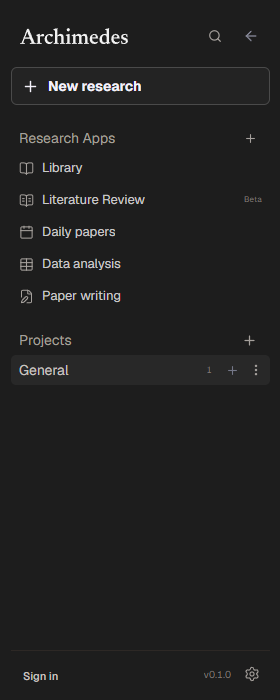 Archimedes
New research
Research Apps
Library
Literature Review Beta
Daily papers
Data analysis
Paper writing
Projects
General 1
Sign in v0.1.0